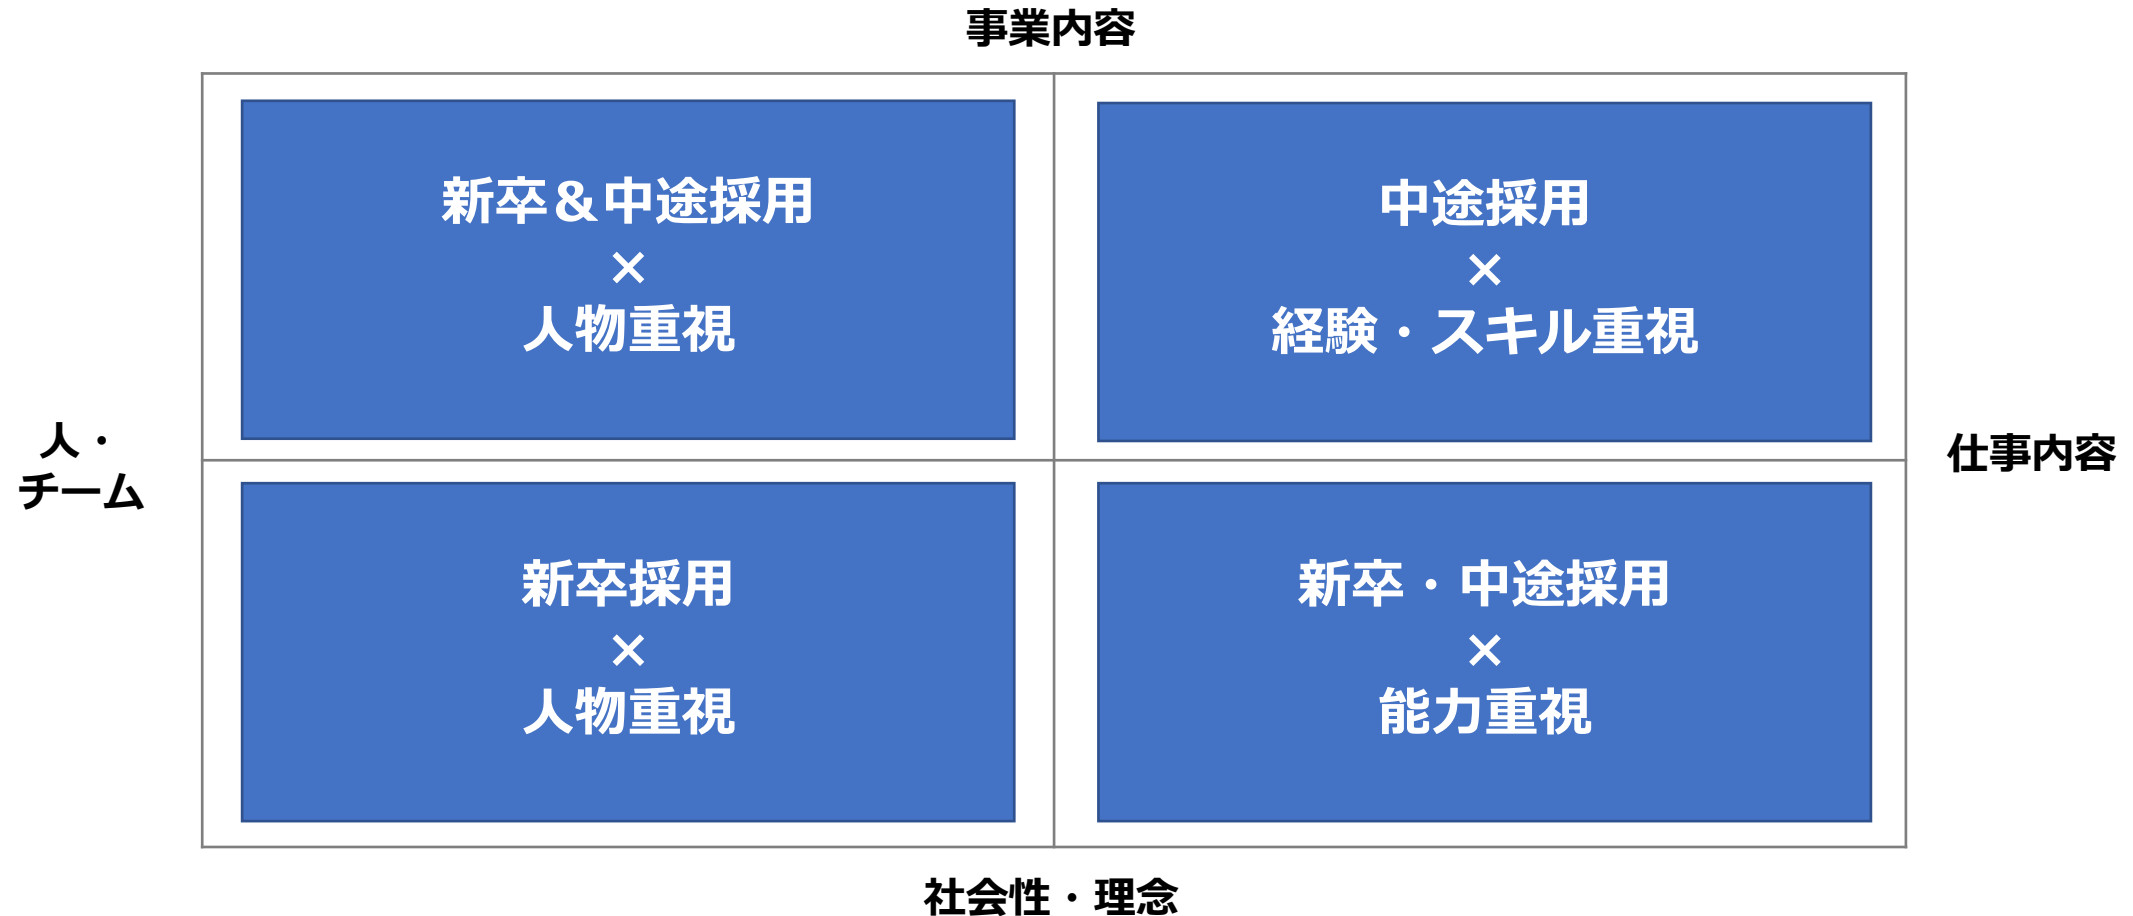 事業内容
新卒＆中途採用
×
人物重視
中途採用
×
経験・スキル重視
人・
チーム
仕事内容
新卒採用
×
人物重視
新卒・中途採用
×
能力重視
社会性・理念